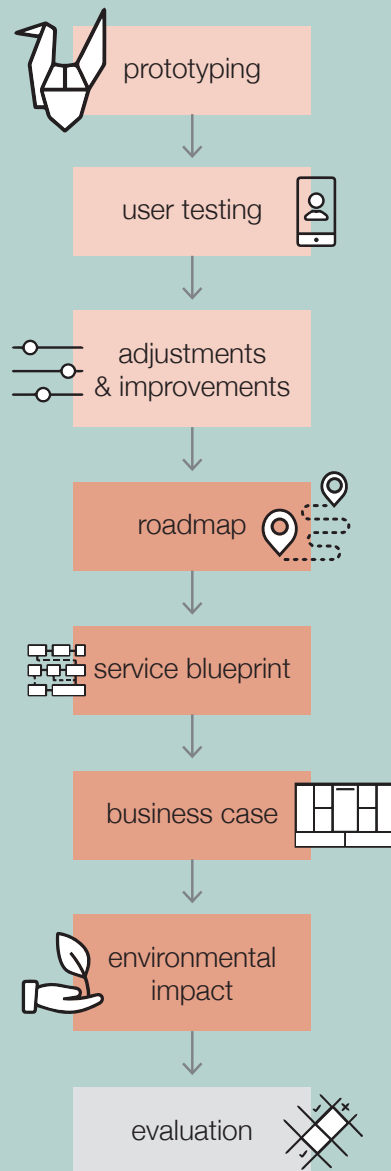 prototyping
user testing
adjustments
& improvements
roadmap
service blueprint
business case
environmental
impact
evaluation